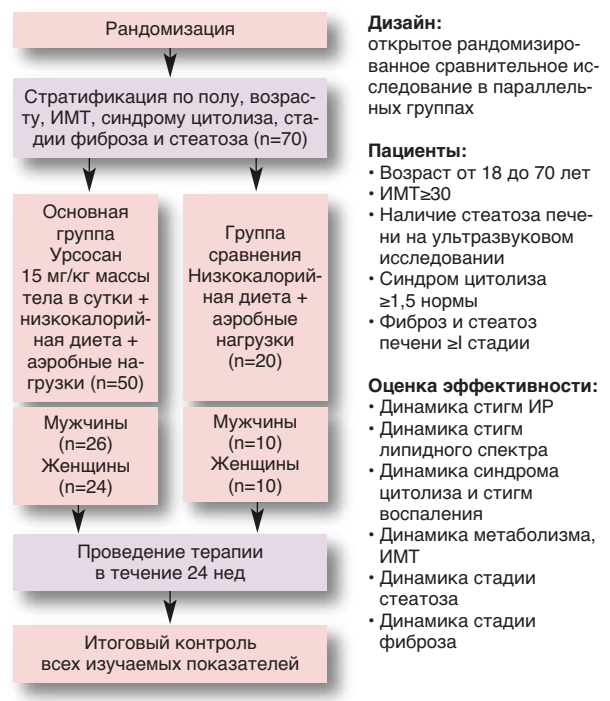 Рандомизация
Стратификация по полу, возрас-
ту, ИМТ, синдрому цитолиза, ста-
дии фиброза и стеатоза (n=70)
Основная
группа
Урсосан
15 мг/кг массы
тела в сутки +
низкокалорий-
ная диета +
аэробные на-
грузки (n=50)
Группа
сравнения
Низкокалорий-
ная диета +
аэробные
нагрузки
(n=20)
Мужчины
(n=26)
Женщины
(n=24)
Мужчины
(n=10)
Женщины
(n=10)
Проведение терапии
в течение 24 нед
Итоговый контроль
всех изучаемых показателей
Дизайн:
открытое рандомизиро-
ванное сравнительное ис-
следование в параллель-
ных группах
Пациенты:
• Возраст от 18 до 70 лет
• ИМТ≥30
• Наличие стеатоза пече-
ни на ультразвуковом
исследовании
• Синдром цитолиза
≥1,5 нормы
• Фиброз и стеатоз
печени ≥I стадии
Оценка эффективности:
• Динамика стигм ИР
• Динамика стигм
липидного спектра
• Динамика синдрома
цитолиза и стигм
воспаления
• Динамика метаболизма,
ИМТ
• Динамика стадии
стеатоза
• Динамика стадии
фиброза